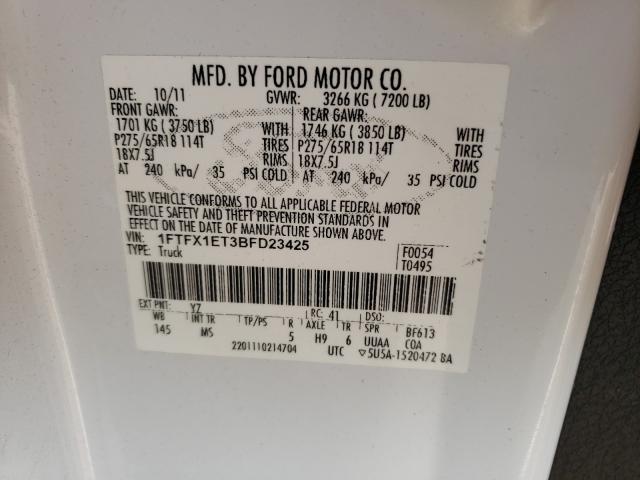 MFD. BY FORD MOTOR CO.
DATE: 10/11 GVWR: 3266 KG ( 7200 LB)
FRONT GAWR: REAR GAWR:
1701 KG ( 3750 LB) WITH 1746 KG ( 3850 LB) WITH
P275/65R18 114T TIRES P275/65R18 114T TIRES
18X7.5J RIMS 18X7.5J RIMS
AT 240 kPa/ 35 PSI COLD AT 240 kPa/ 35 PSI COLD
THIS VEHICLE CONFORMS TO ALL APPLICABLE FEDERAL MOTOR
VEHICLE SAFETY AND THEFT PREVENTION STANDARDS IN
EFFECT ON THE DATE OF MANUFACTURE SHOWN ABOVE.
VIN: 1FTFX1ET3BFD23425 F0054
TYPE: Truck T0495
EXT PNT: YZ RC: 41 DSO:
WB INT TR TP/PS R AXLE TR SPR BF613
145 MS 5 H9 6 UUAA COA
2201110214704 UTC ▽5U5A-1520472 BA